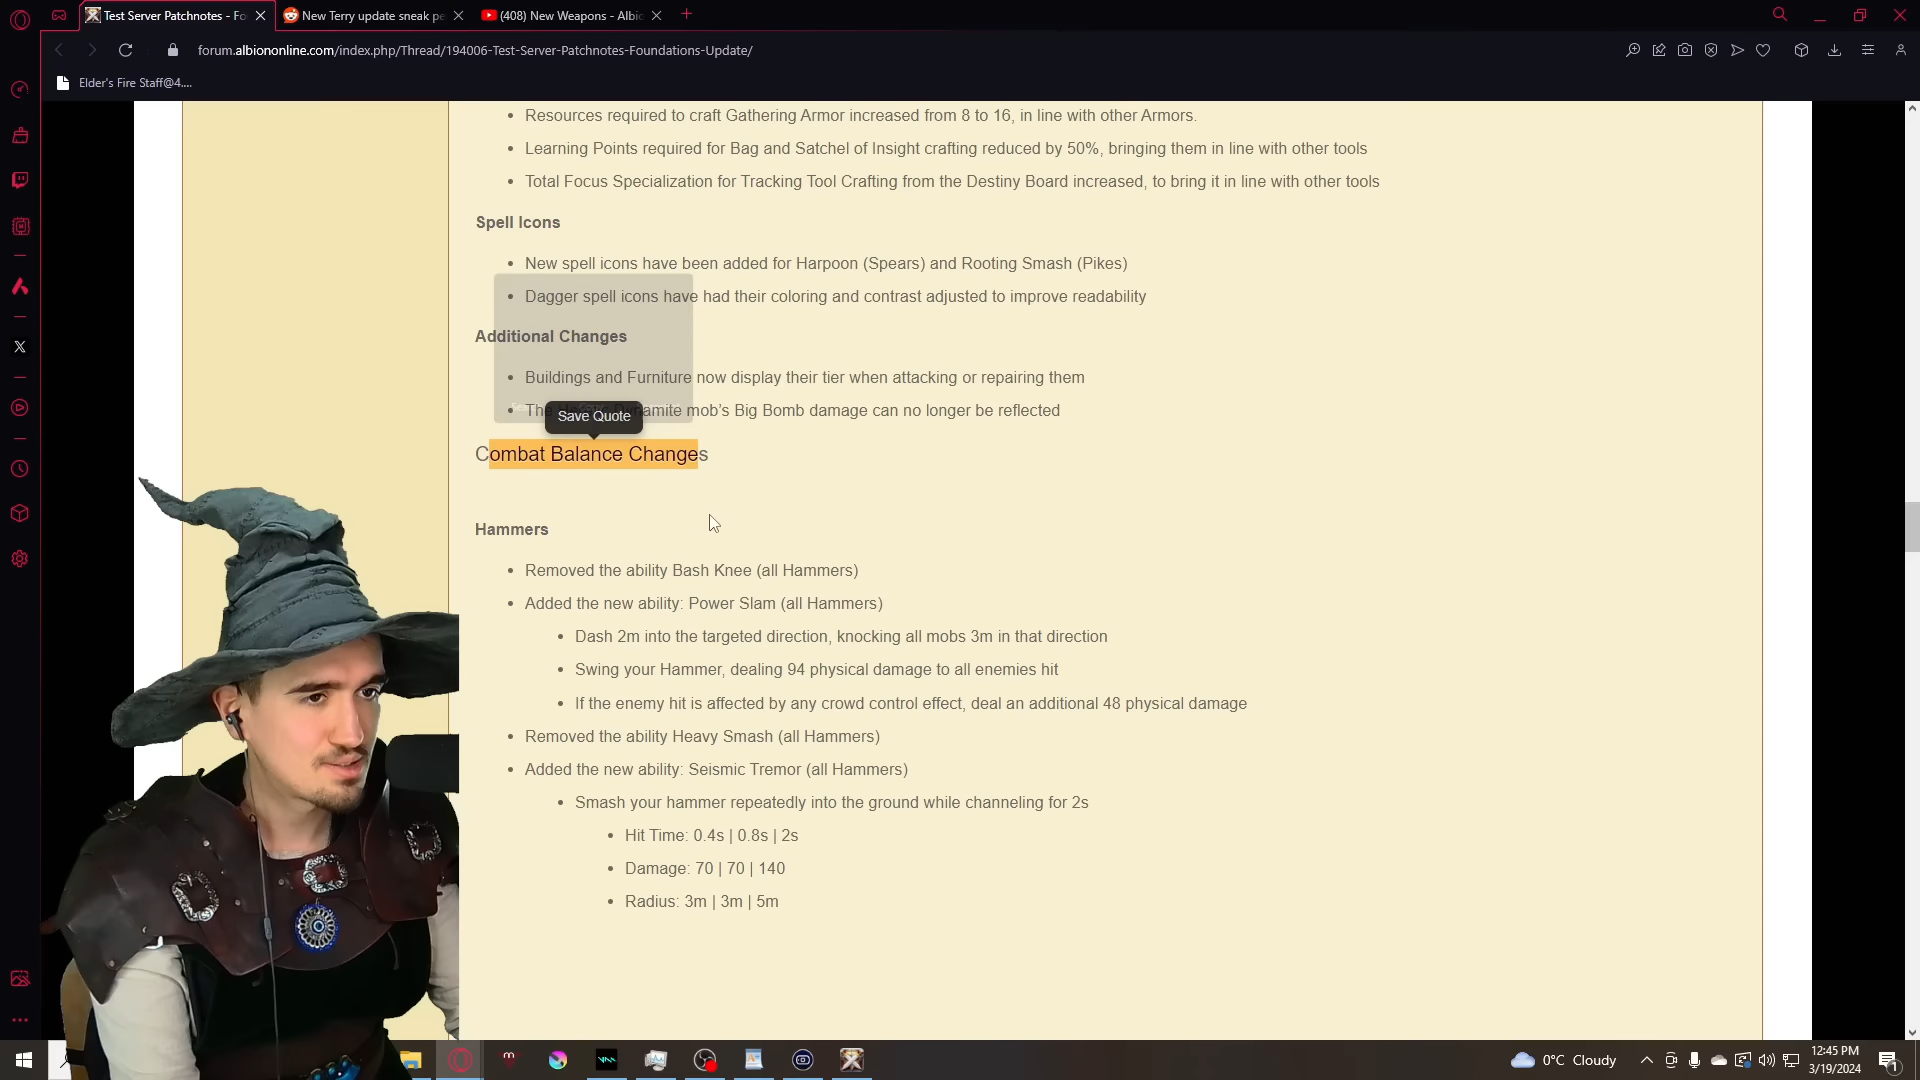 Test Server Patchnotes - Fo
New Terry update sneak pe
(408) New Weapons - Albio
forum.albiononline.com/index.php/Thread/194006-Test-Server-Patchnotes-Foundations-Update/
Elder's Fire Staff@4....
• Resources required to craft Gathering Armor increased from 8 to 16, in line with other Armors.
• Learning Points required for Bag and Satchel of Insight crafting reduced by 50%, bringing them in line with other tools
• Total Focus Specialization for Tracking Tool Crafting from the Destiny Board increased, to bring it in line with other tools
Spell Icons
• New spell icons have been added for Harpoon (Spears) and Rooting Smash (Pikes)
• Dagger spell icons have had their coloring and contrast adjusted to improve readability
Additional Changes
• Buildings and Furniture now display their tier when attacking or repairing them
• The Dynamite mob's Big Bomb damage can no longer be reflected
Save Quote
Combat Balance Changes
Hammers
• Removed the ability Bash Knee (all Hammers)
• Added the new ability: Power Slam (all Hammers)
• Dash 2m into the targeted direction, knocking all mobs 3m in that direction
• Swing your Hammer, dealing 94 physical damage to all enemies hit
• If the enemy hit is affected by any crowd control effect, deal an additional 48 physical damage
• Removed the ability Heavy Smash (all Hammers)
• Added the new ability: Seismic Tremor (all Hammers)
• Smash your hammer repeatedly into the ground while channeling for 2s
• Hit Time: 0.4s | 0.8s | 2s
• Damage: 70 | 70 | 140
• Radius: 3m | 3m | 5m
0°C Cloudy
12:45 PM
3/19/2024